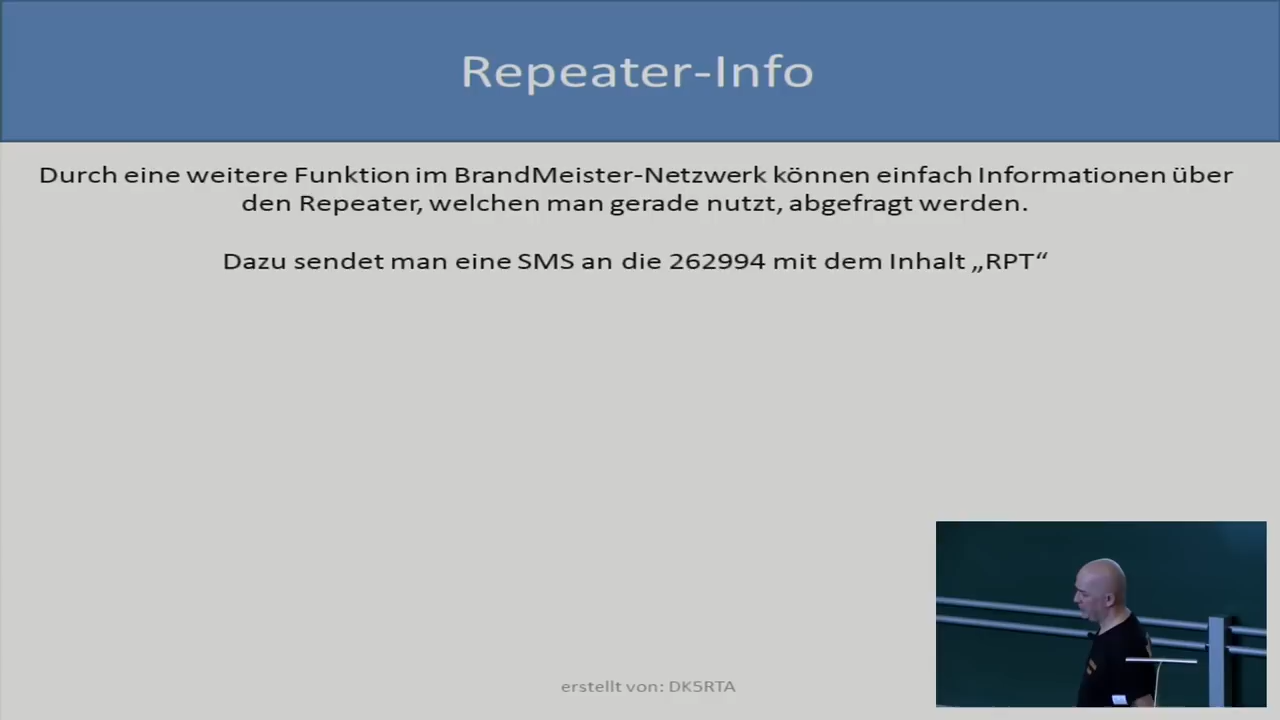 Repeater-Info
Durch eine weitere Funktion im BrandMeister-Netzwerk können einfach Informationen über
den Repeater, welchen man gerade nutzt, abgefragt werden.
Dazu sendet man eine SMS an die 262994 mit dem Inhalt „RPT“
erstellt von: DK5RTA